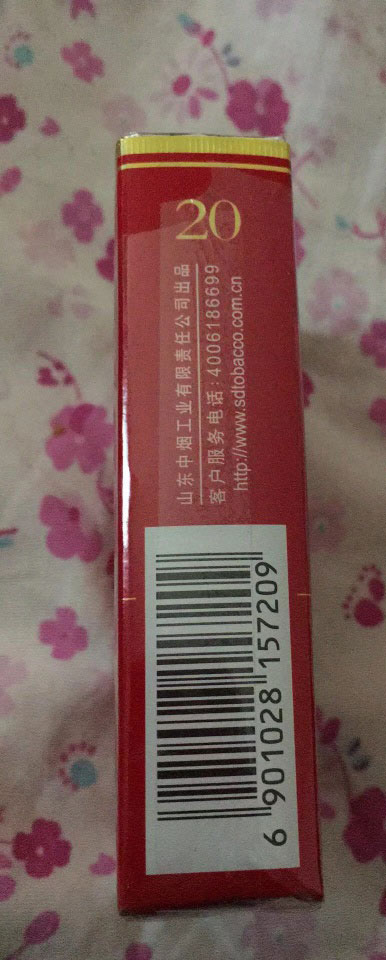 20
山东中烟工业有限责任公司出品
客户服务电话:4006186699
http://www.sdtobacco.com.cn
6 901028 157209